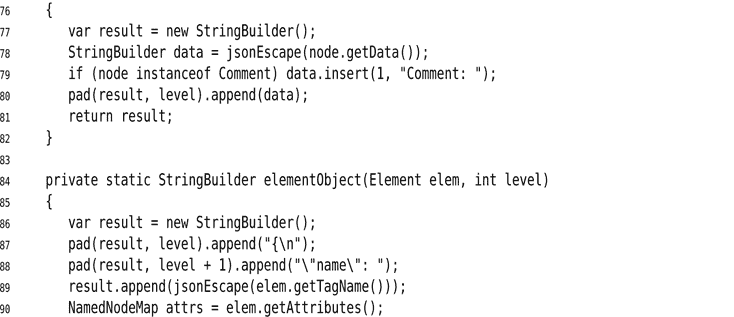 76    {
77       var result = new StringBuilder();
78       StringBuilder data = jsonEscape(node.getData());
79       if (node instanceof Comment) data.insert(1, "Comment: ");
80       pad(result, level).append(data);
81       return result;
82    }
83
84    private static StringBuilder elementObject(Element elem, int level)
85    {
86       var result = new StringBuilder();
87       pad(result, level).append("{\n");
88       pad(result, level + 1).append("\"name\": ");
89       result.append(jsonEscape(elem.getTagName()));
90       NamedNodeMap attrs = elem.getAttributes();